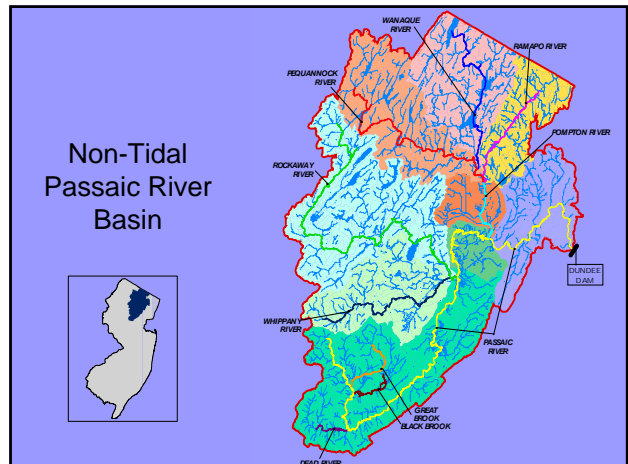 Non-Tidal
Passaic River
Basin
WANAQUE
RIVER
RAMAPO RIVER
PEQUANNOCK
RIVER
POMPTON RIVER
ROCKAWAY
RIVER
DUNDEE
DAM
WHIPPANY
RIVER
PASSAIC
RIVER
GREAT
BROOK
BLACK BROOK
DEAD RIVER